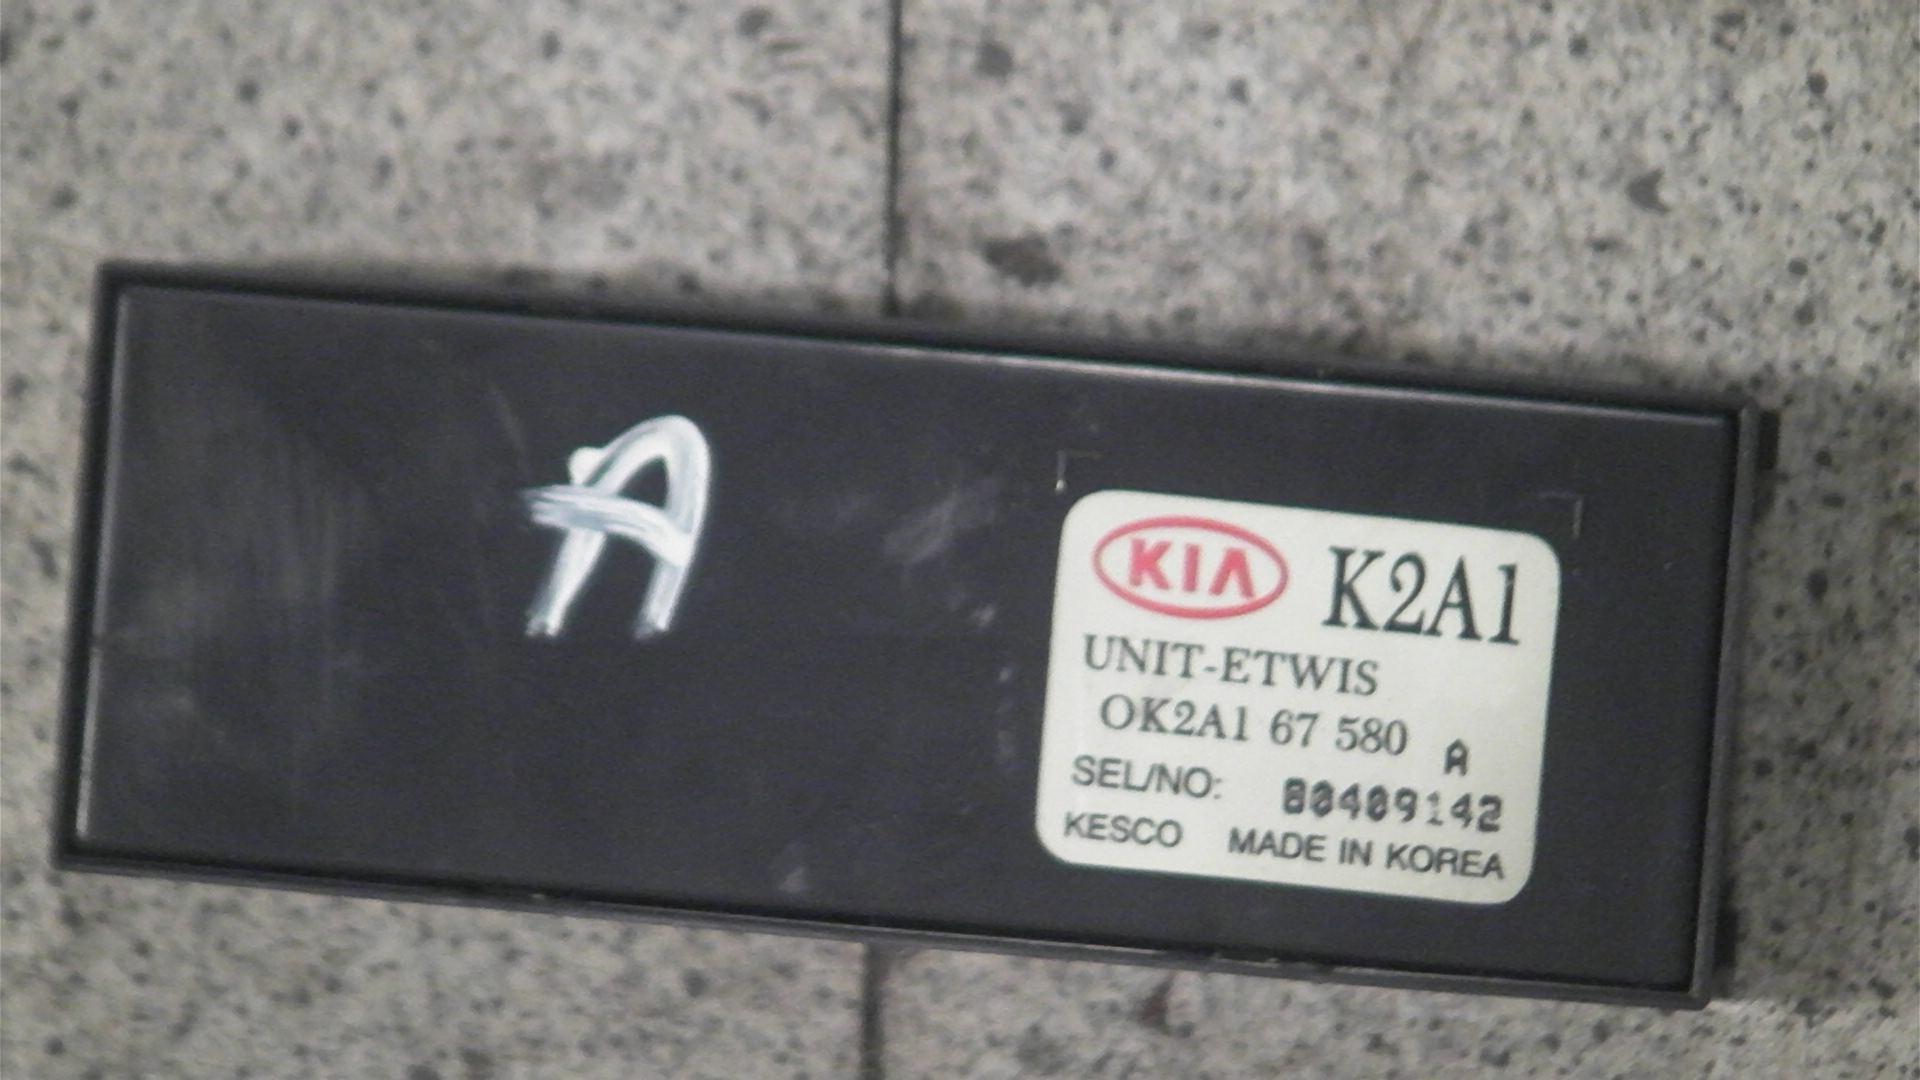 A
KIA K2A1
UNIT-ETWIS
OK2A1 67 580 A
SEL/NO: 80409142
KESCO MADE IN KOREA